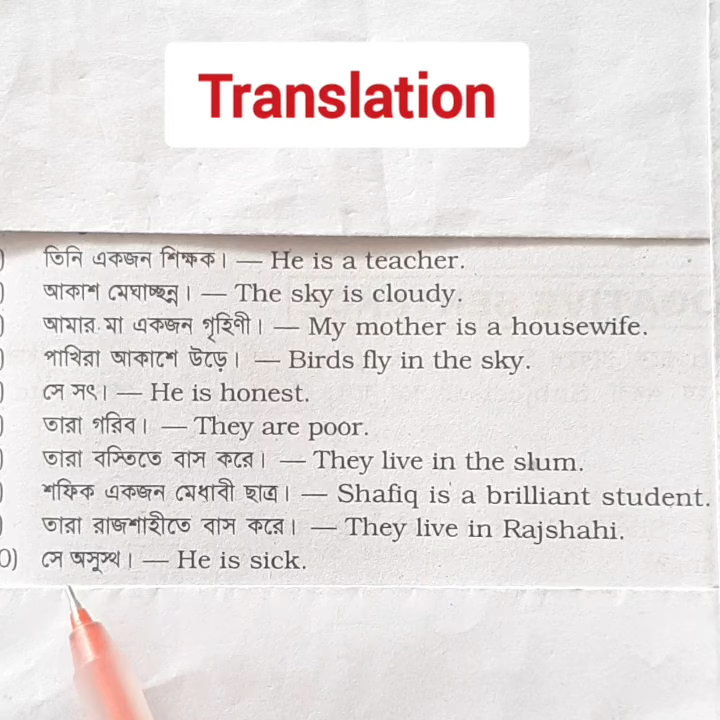 Translation
) তিনি একজন শিক্ষক। — He is a teacher.
) আকাশ মেঘাচ্ছন্ন। — The sky is cloudy.
) আমার মা একজন গৃহিণী। — My mother is a housewife.
) পাখিরা আকাশে উড়ে। — Birds fly in the sky.
) সে সৎ। — He is honest.
) তারা গরিব। — They are poor.
) তারা বস্তিতে বাস করে। — They live in the slum.
) শফিক একজন মেধাবী ছাত্র। — Shafiq is a brilliant student.
) তারা রাজশাহীতে বাস করে। — They live in Rajshahi.
0) সে অসুস্থ। — He is sick.